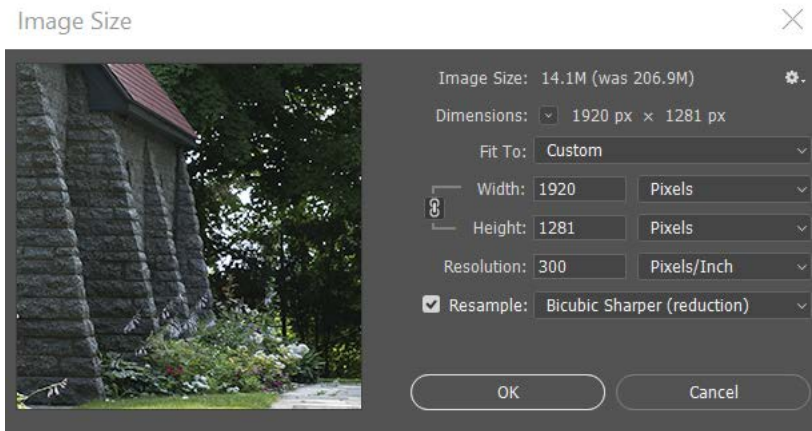 Image Size
Image Size: 14.1M (was 206.9M)
Dimensions: 1920 px × 1281 px
Fit To: Custom
Width: 1920 Pixels
Height: 1281 Pixels
Resolution: 300 Pixels/Inch
Resample: Bicubic Sharper (reduction)
OK Cancel